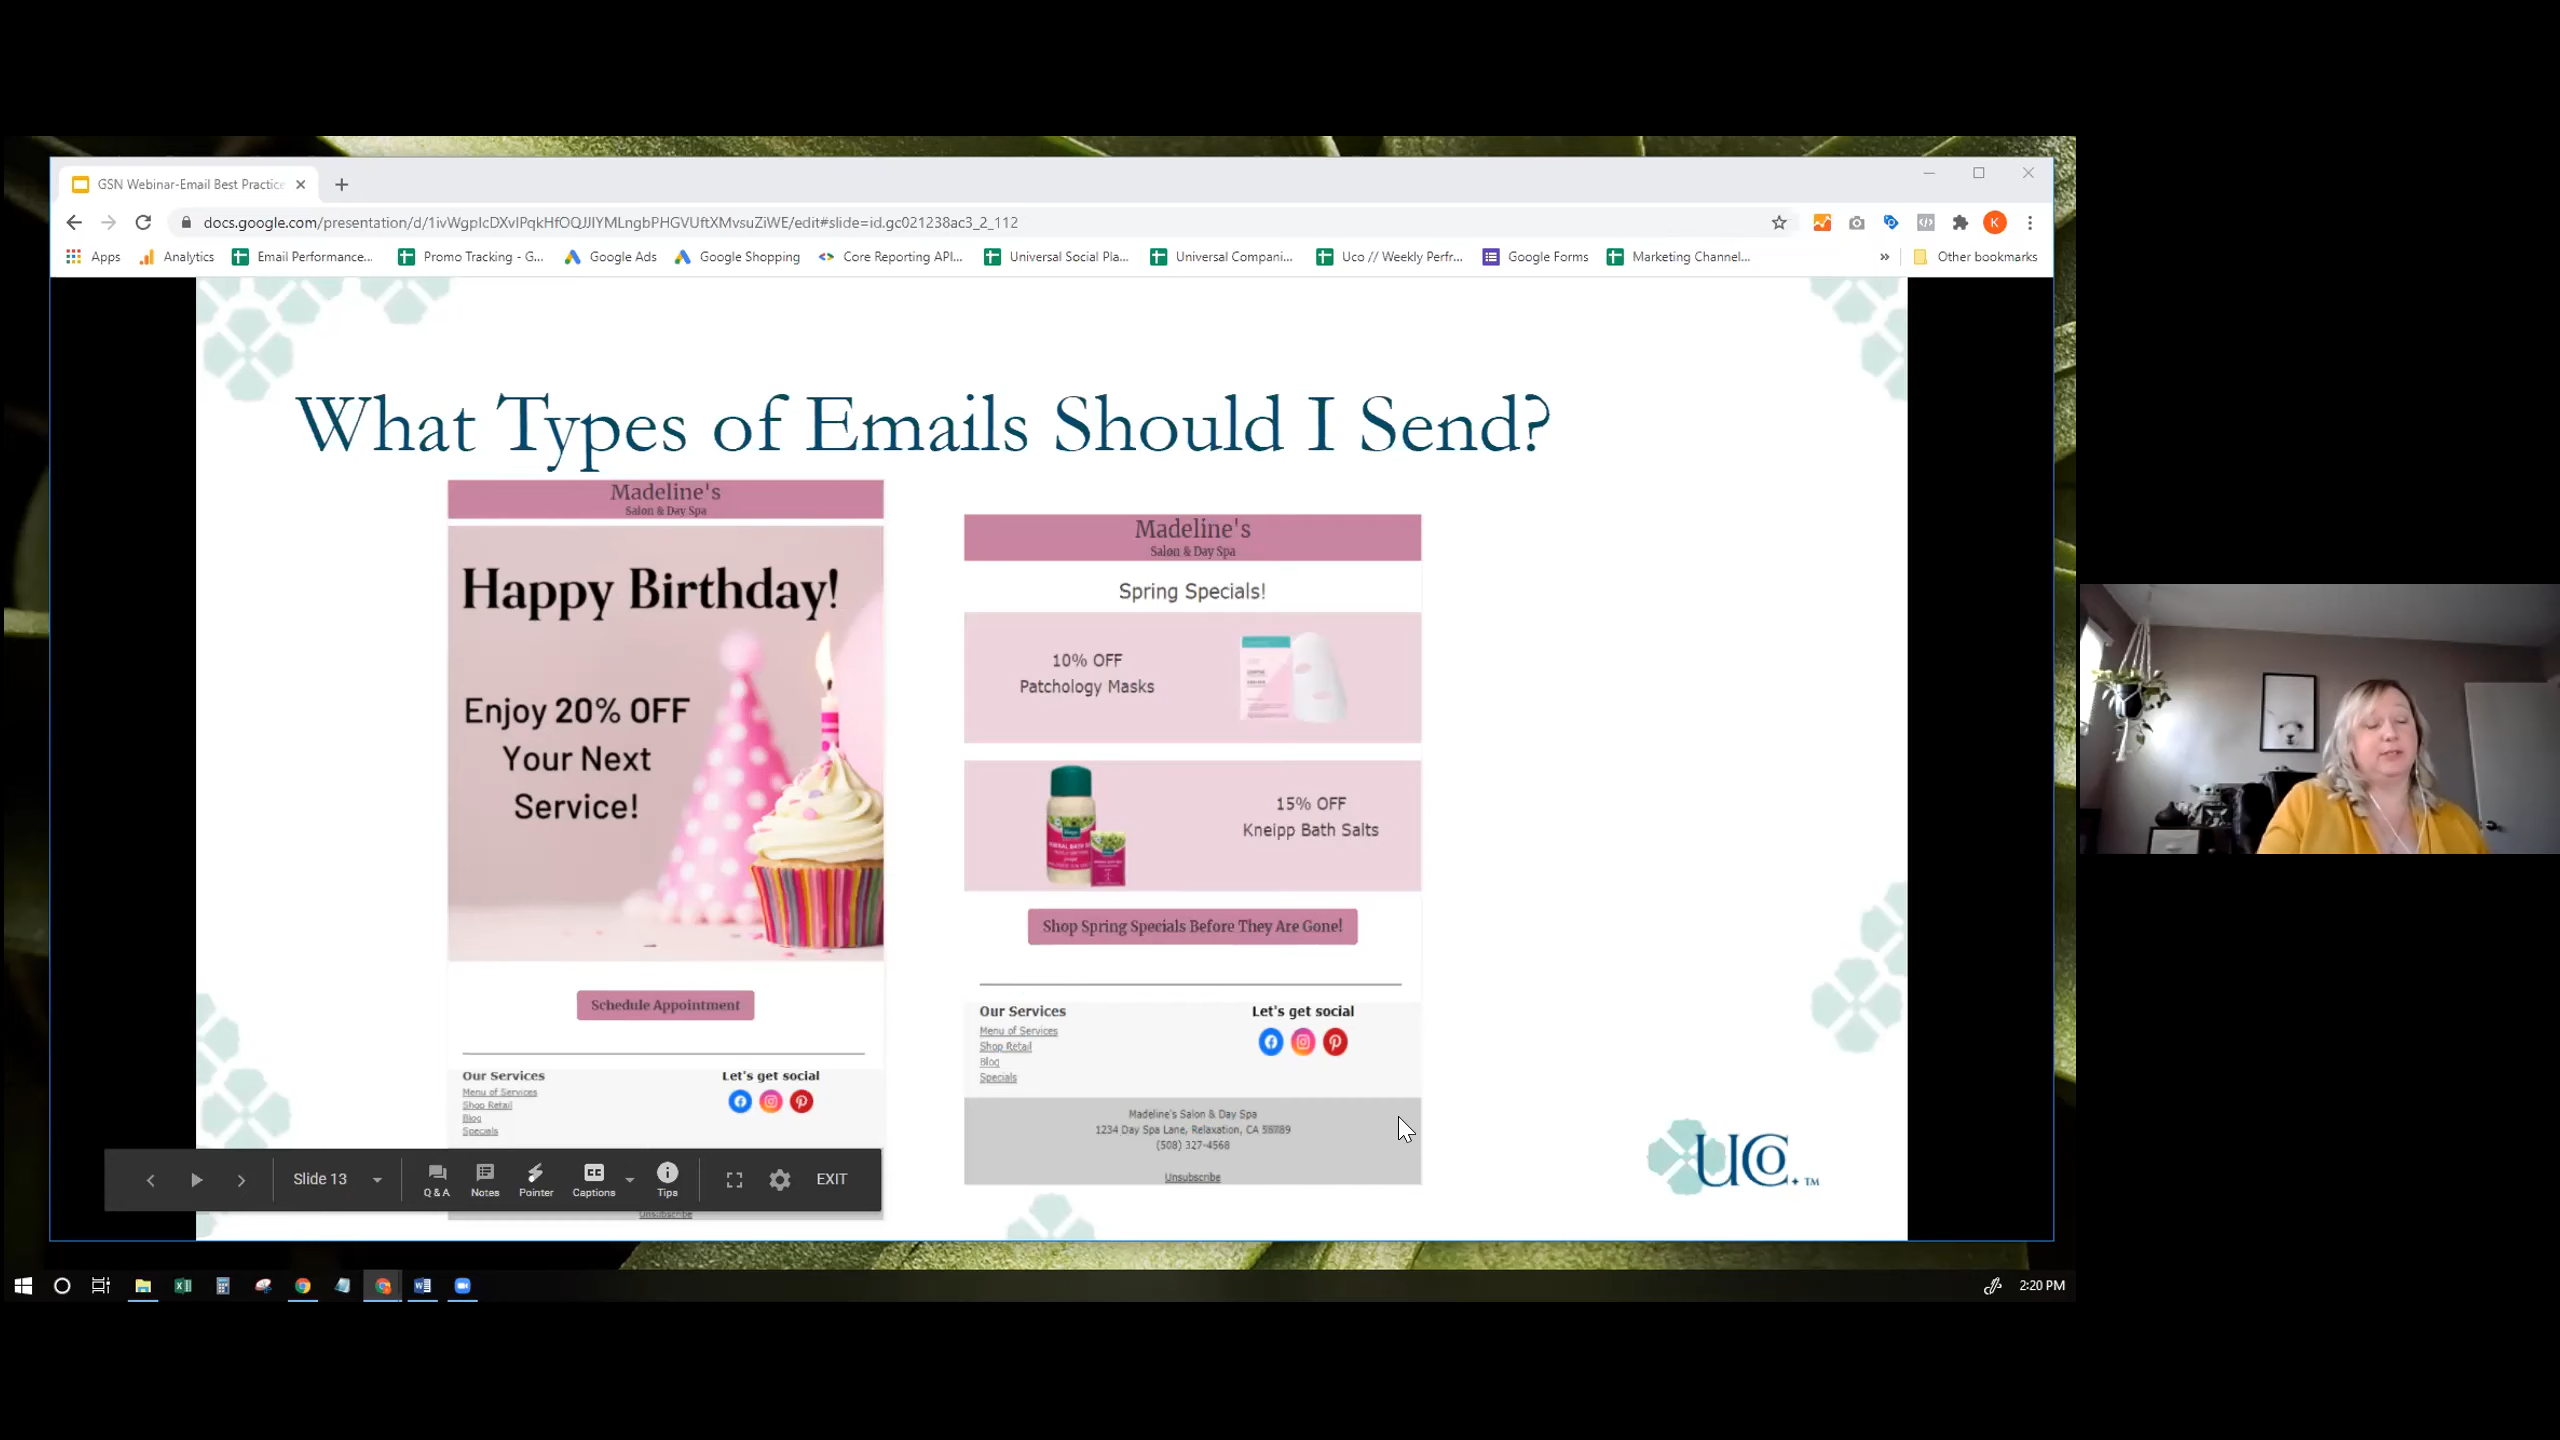 GSN Webinar-Email Best Practice
docs.google.com/presentation/d/1ivWgpIcDXvIPqkHfOQJJIYMLngbPHGVUftXMvsuZiWE/edit#slide=id.gc021238ac3_2_112
K
Apps Analytics Email Performance... Promo Tracking - G... Google Ads Google Shopping Core Reporting API... Universal Social Pla... Universal Compani... Uco // Weekly Perfr... Google Forms Marketing Channel... » Other bookmarks
What Types of Emails Should I Send?
Madeline's
Salon & Day Spa
Happy Birthday!
Enjoy 20% OFF
Your Next
Service!
Schedule Appointment
Our Services
Menu of Services
Shop Retail
Blog
Specials
Let's get social
Unsubscribe
Madeline's
Salon & Day Spa
Spring Specials!
10% OFF
Patchology Masks
15% OFF
Kneipp Bath Salts
Shop Spring Specials Before They Are Gone!
Our Services
Menu of Services
Shop Retail
Blog
Specials
Let's get social
Madeline's Salon & Day Spa
1234 Day Spa Lane, Relaxation, CA
(508) 327-4568
Unsubscribe
UCo.™
Slide 13
Q & A Notes Pointer Captions Tips EXIT
2:20 PM